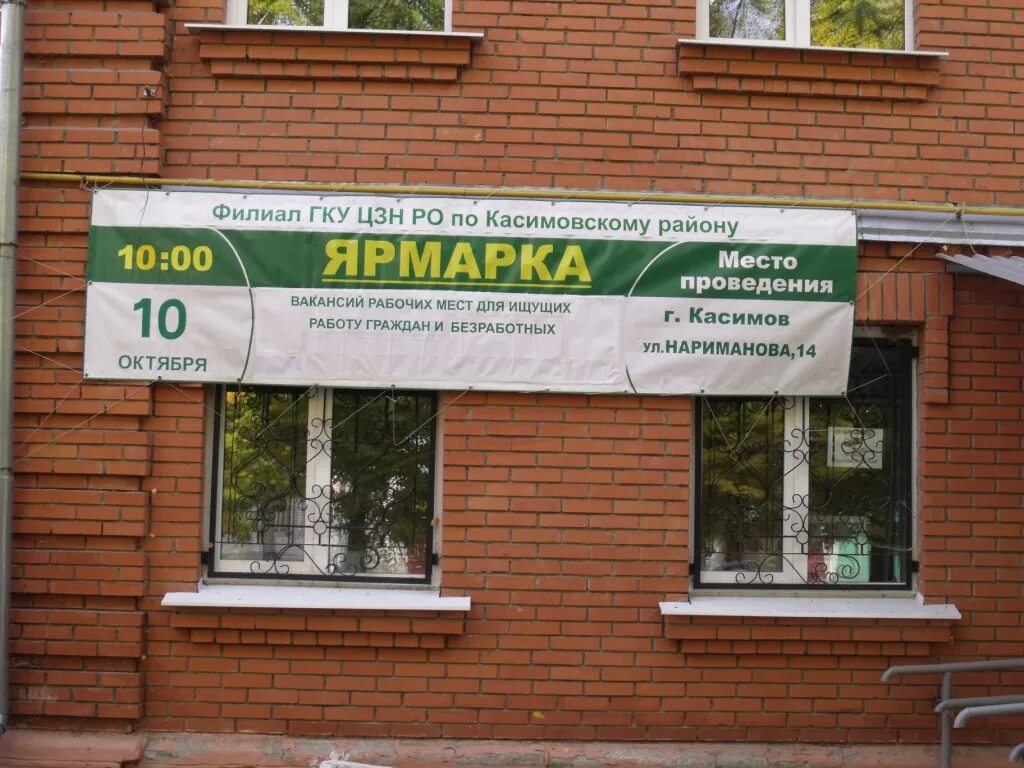 Филиал ГКУ ЦЗН РО по Касимовскому району
10:00
10
ОКТЯБРЯ
ЯРМАРКА
ВАКАНСИЙ РАБОЧИХ МЕСТ ДЛЯ ИЩУЩИХ
РАБОТУ ГРАЖДАН И БЕЗРАБОТНЫХ
Место
проведения
г. Касимов
ул.НАРИМАНОВА,14